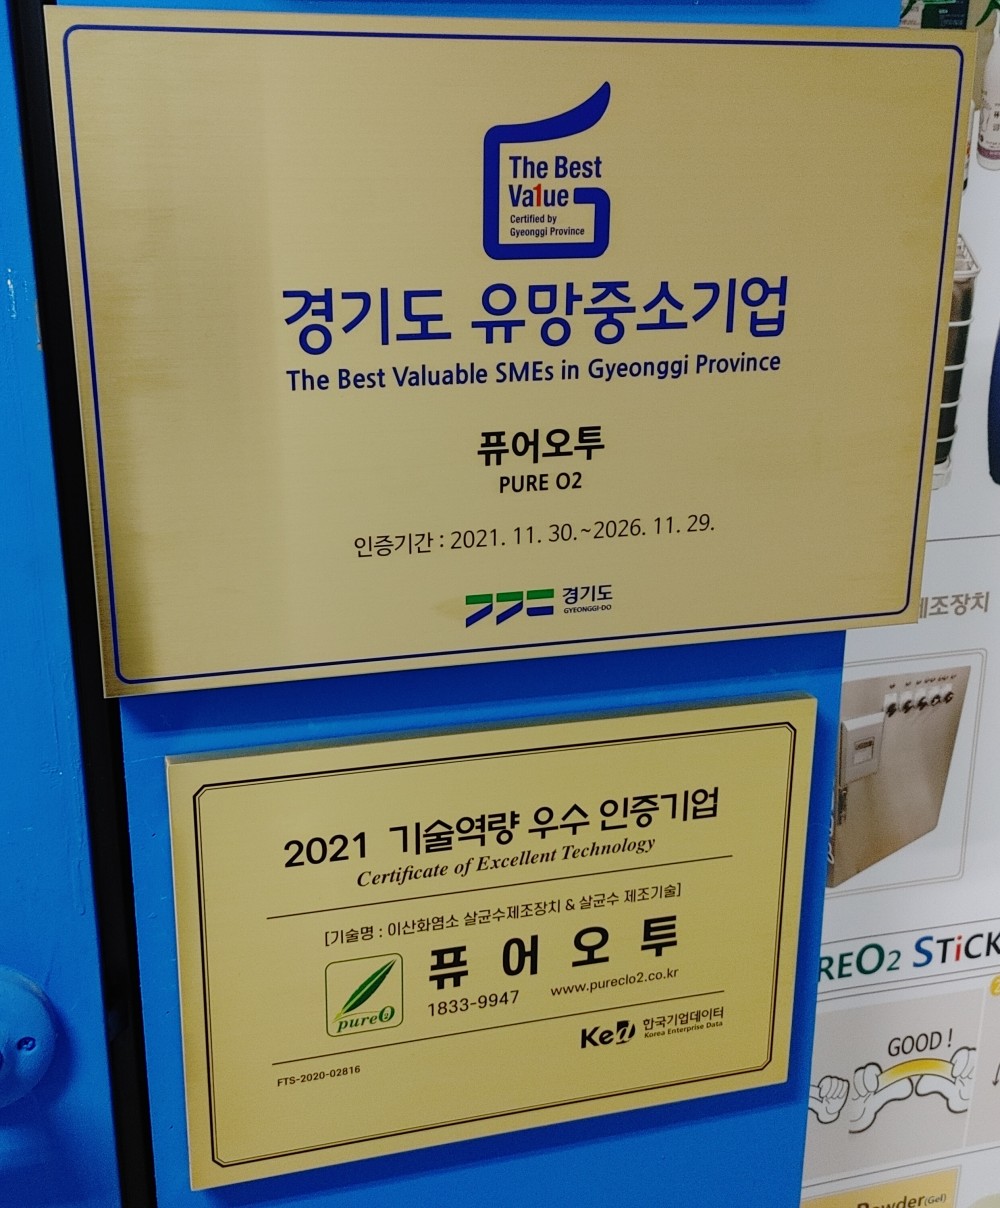 The Best
Va1ue
Certified by
Gyeonggi Province
경기도 유망중소기업
The Best Valuable SMEs in Gyeonggi Province
퓨어오투
PURE O2
인증기간 : 2021. 11. 30.~2026. 11. 29.
경기도
GYEONGGI-DO
2021 기술역량 우수 인증기업
Certificate of Excellent Technology
[기술명 : 이산화염소 살균수제조장치 & 살균수 제조기술]
퓨어오투
pureO2
1833-9947 www.pureclo2.co.kr
Ked 한국기업데이터
Korea Enterprise Data
FTS-2020-02816
제조장치
REO2 STiCK
GOOD !
Powder(Gel)